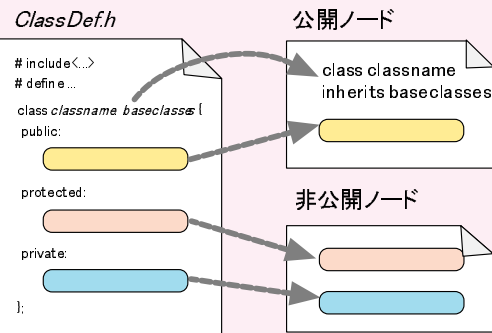 ClassDef.h
# include<...>
# define...
class classname baseclasses {
public:
protected:
private:
};
公開ノード
class classname
inherits baseclasses
非公開ノード